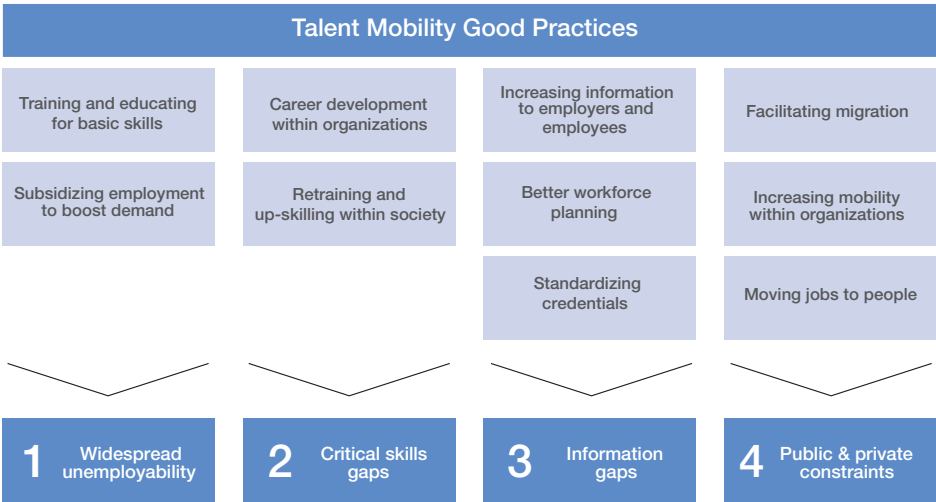 Talent Mobility Good Practices
Training and educating
for basic skills
Subsidizing employment
to boost demand
1
Widespread
unemployability
Career development
within organizations
Retraining and
up-skilling within society
2
Critical skills
gaps
Increasing information
to employers and
employees
Better workforce
planning
Standardizing
credentials
3
Information
gaps
Facilitating migration
Increasing mobility
within organizations
Moving jobs to people
4
Public & private
constraints